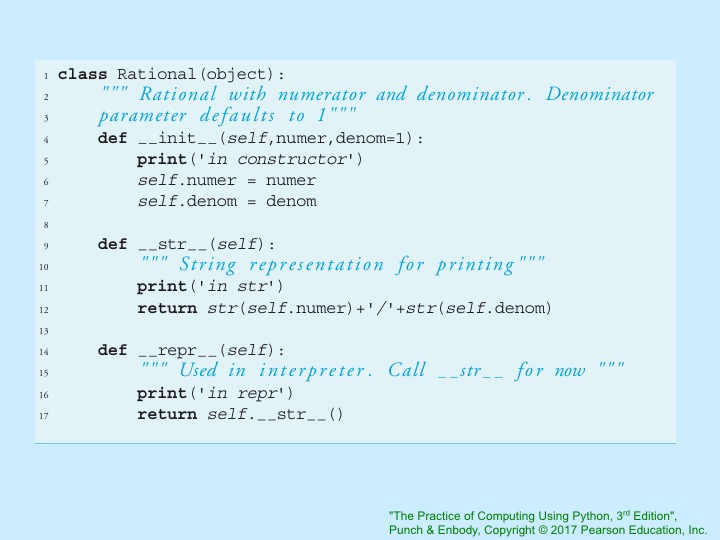 1 class Rational(object):
2     """ Rational with numerator and denominator. Denominator
3     parameter defaults to 1"""
4     def __init__(self,numer,denom=1):
5         print('in constructor')
6         self.numer = numer
7         self.denom = denom
8
9     def __str__(self):
10         """ String representation for printing"""
11         print('in str')
12         return str(self.numer)+'/'+str(self.denom)
13
14     def __repr__(self):
15         """ Used in interpreter. Call __str__ for now """
16         print('in repr')
17         return self.__str__()
"The Practice of Computing Using Python, 3rd Edition",
Punch & Enbody, Copyright © 2017 Pearson Education, Inc.